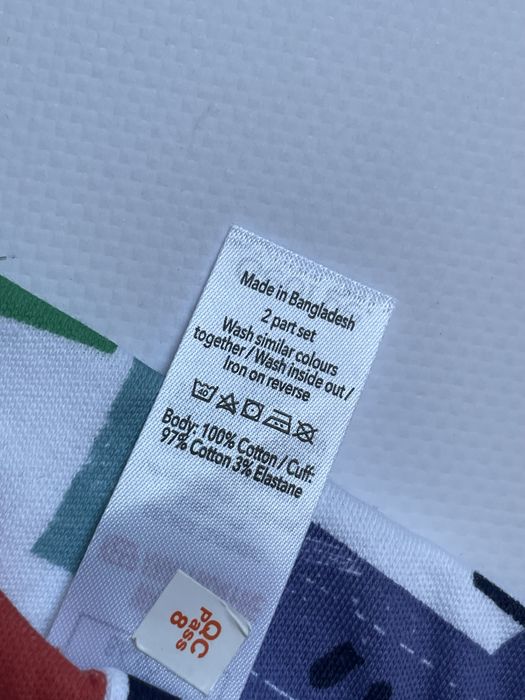 Made in Bangladesh
2 part set
Wash similar colours
together / Wash inside out /
Iron on reverse
Body: 100% Cotton / Cuff:
97% Cotton 3% Elastane
QC
Pass
8